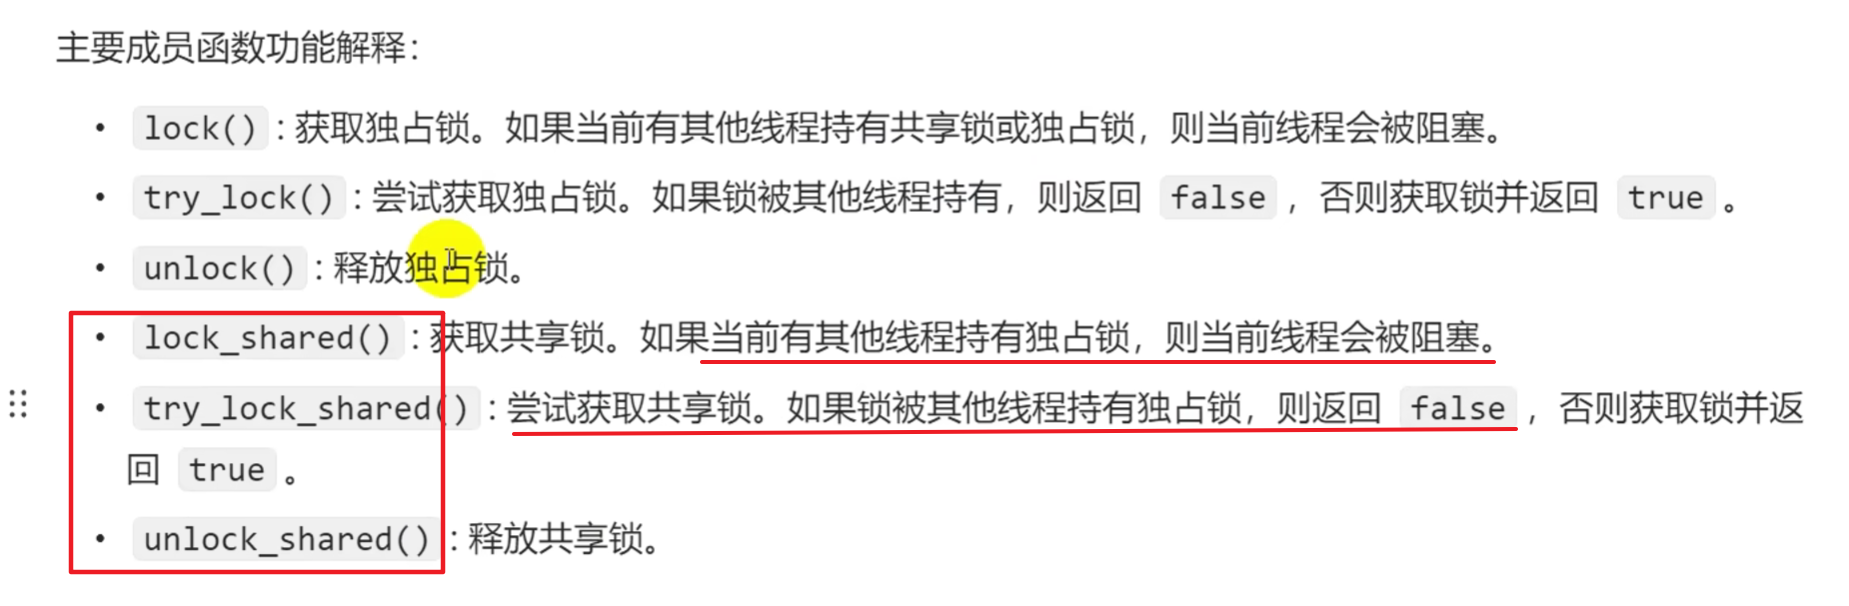 主要成员函数功能解释：
• lock()：获取独占锁。如果当前有其他线程持有共享锁或独占锁，则当前线程会被阻塞。
• try_lock()：尝试获取独占锁。如果锁被其他线程持有，则返回 false，否则获取锁并返回 true。
• unlock()：释放独占锁。
• lock_shared()：获取共享锁。如果当前有其他线程持有独占锁，则当前线程会被阻塞。
• try_lock_shared()：尝试获取共享锁。如果锁被其他线程持有独占锁，则返回 false，否则获取锁并返
回 true。
• unlock_shared()：释放共享锁。